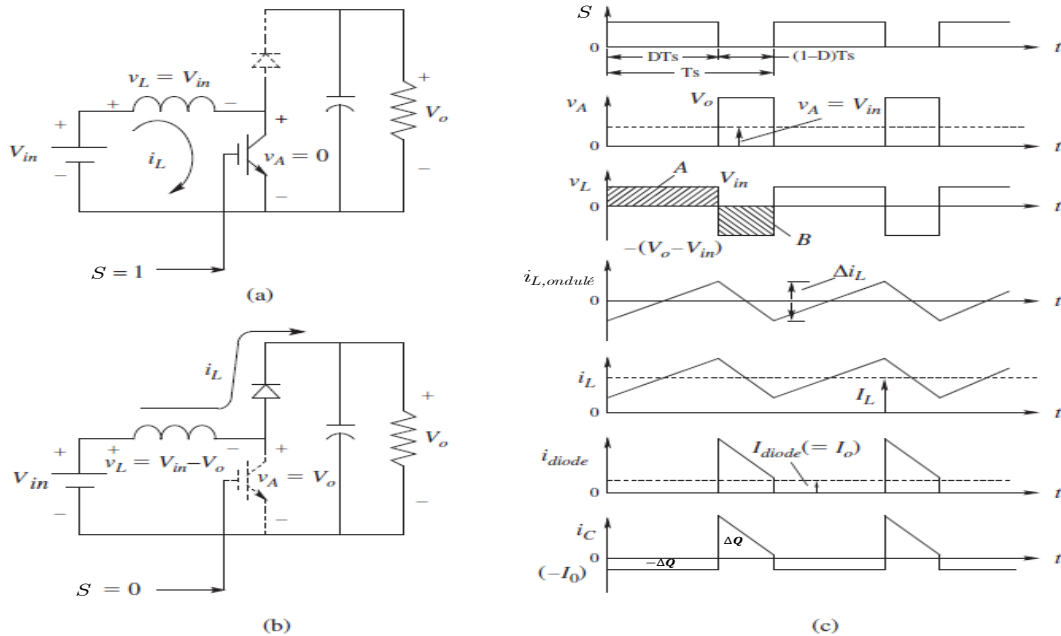 +
v_L = V_in
+ −
+
V_in
−
i_L
+
v_A = 0
−
+
V_o
−
S = 1
(a)
i_L
+ −
v_L = V_in − V_o
+
V_in
−
+
v_A = V_o
−
+
V_o
−
S = 0
(b)
S
0
t
DTs
(1–D)Ts
Ts
v_A
V_o
v_A = V_in
0
t
v_L
A
V_in
0
t
B
−(V_o − V_in)
i_L,ondulé
Δi_L
0
t
i_L
I_L
0
t
i_diode
I_diode(= I_o)
0
t
i_C
ΔQ
0
t
−ΔQ
(−I_0)
(c)